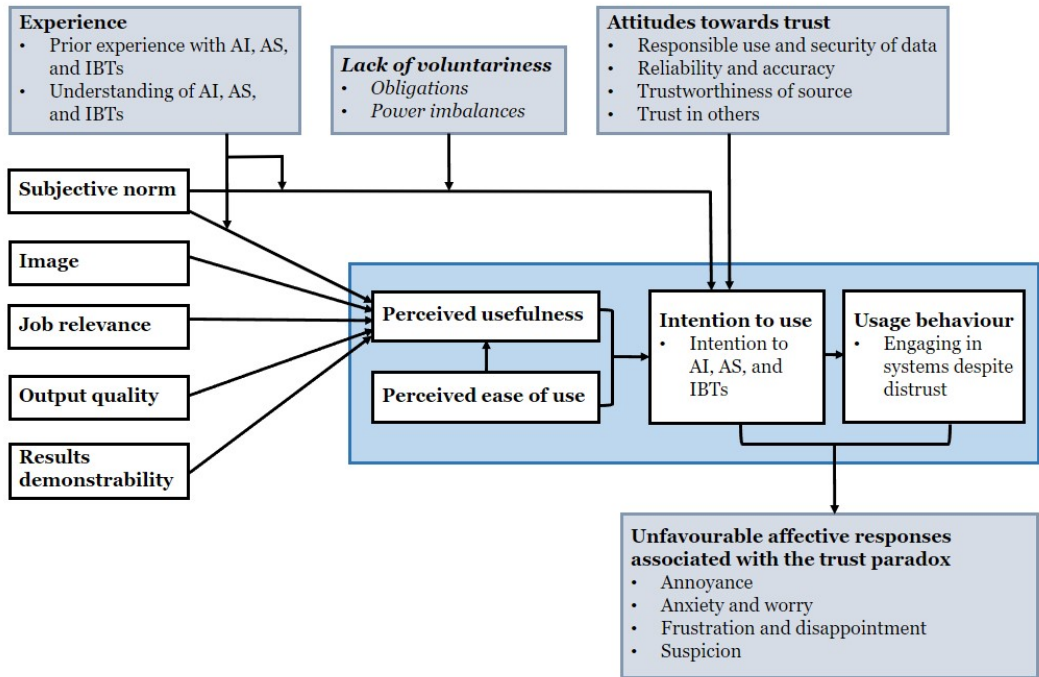 Experience
• Prior experience with AI, AS,
and IBTs
• Understanding of AI, AS,
and IBTs
Lack of voluntariness
• Obligations
• Power imbalances
Attitudes towards trust
• Responsible use and security of data
• Reliability and accuracy
• Trustworthiness of source
• Trust in others
Subjective norm
Image
Job relevance
Output quality
Results
demonstrability
Perceived usefulness
Perceived ease of use
Intention to use
• Intention to
AI, AS, and
IBTs
Usage behaviour
• Engaging in
systems despite
distrust
Unfavourable affective responses
associated with the trust paradox
• Annoyance
• Anxiety and worry
• Frustration and disappointment
• Suspicion